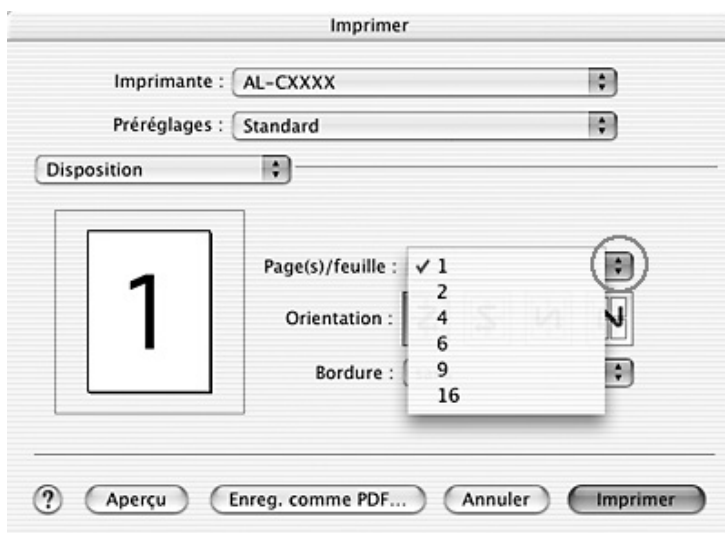 Imprimer
Imprimante : AL-CXXXX
Préréglages : Standard
Disposition
1
Page(s)/feuille : ✓ 1
2
4
6
9
16
Orientation :
Bordure :
? Aperçu Enreg. comme PDF... Annuler Imprimer